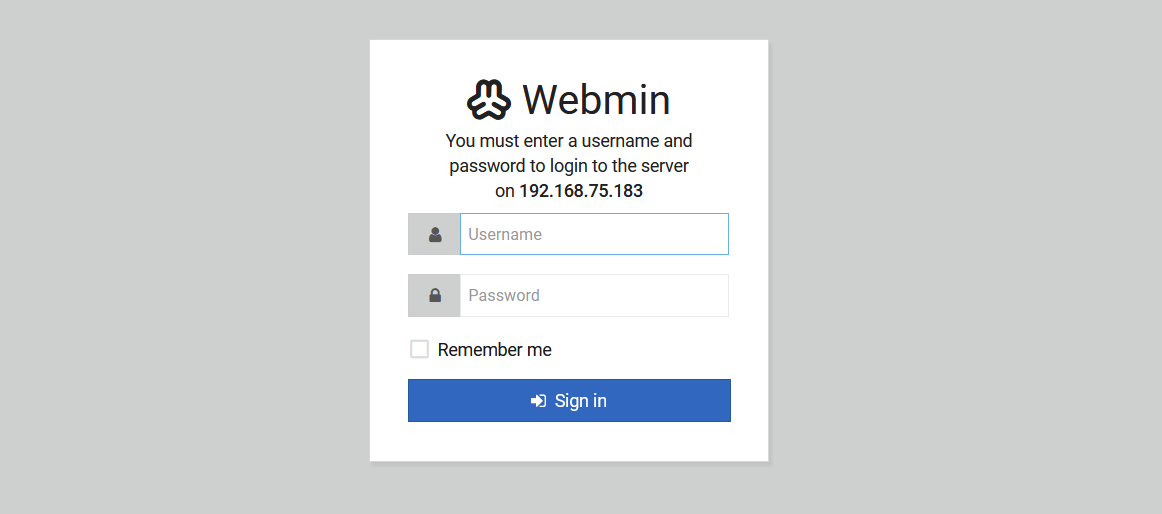 Webmin
You must enter a username and
password to login to the server
on 192.168.75.183
Username
Password
Remember me
Sign in